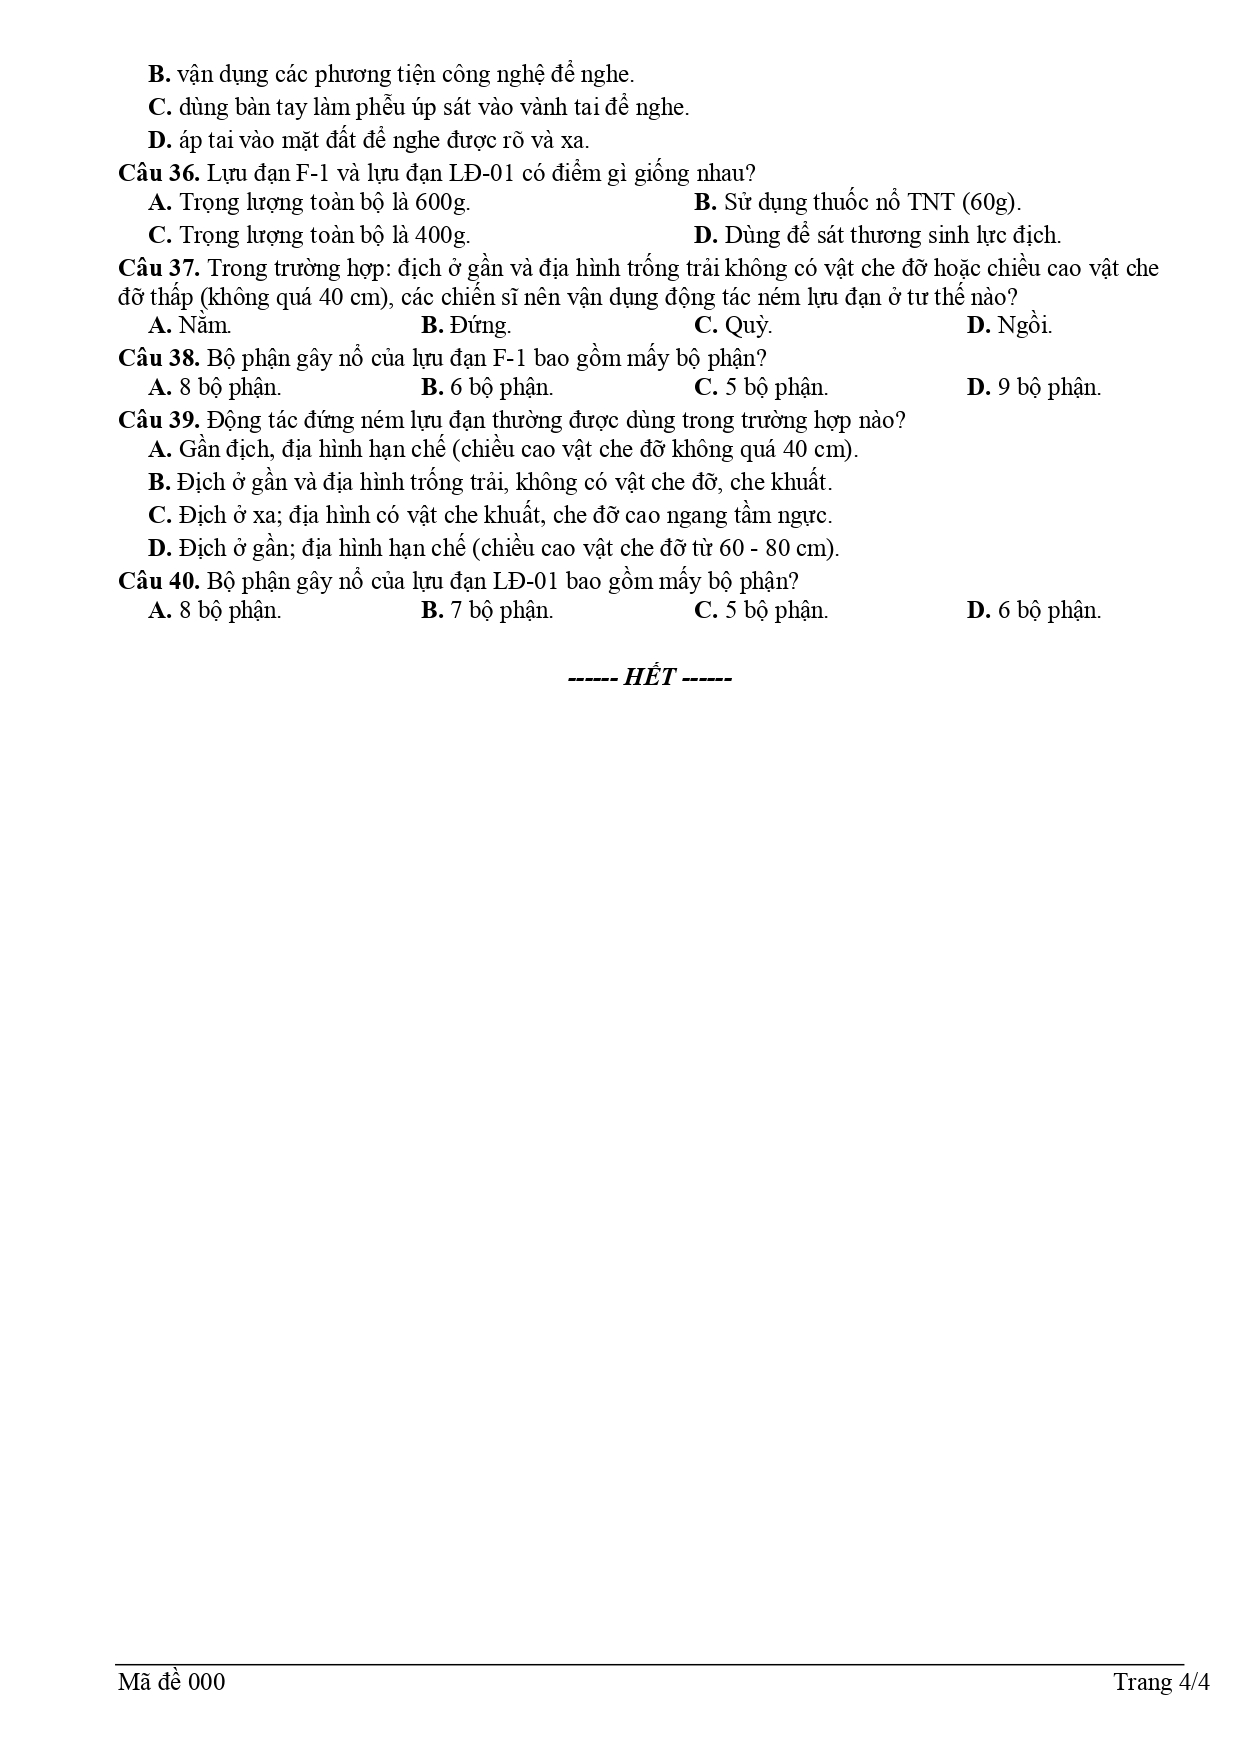 B. vận dụng các phương tiện công nghệ để nghe.
C. dùng bàn tay làm phễu úp sát vào vành tai để nghe.
D. áp tai vào mặt đất để nghe được rõ và xa.
Câu 36. Lựu đạn F-1 và lựu đạn LĐ-01 có điểm gì giống nhau?
A. Trọng lượng toàn bộ là 600g. B. Sử dụng thuốc nổ TNT (60g).
C. Trọng lượng toàn bộ là 400g. D. Dùng để sát thương sinh lực địch.
Câu 37. Trong trường hợp: địch ở gần và địa hình trống trải không có vật che đỡ hoặc chiều cao vật che
đỡ thấp (không quá 40 cm), các chiến sĩ nên vận dụng động tác ném lựu đạn ở tư thế nào?
A. Nằm. B. Đứng. C. Quỳ. D. Ngồi.
Câu 38. Bộ phận gây nổ của lựu đạn F-1 bao gồm mấy bộ phận?
A. 8 bộ phận. B. 6 bộ phận. C. 5 bộ phận. D. 9 bộ phận.
Câu 39. Động tác đứng ném lựu đạn thường được dùng trong trường hợp nào?
A. Gần địch, địa hình hạn chế (chiều cao vật che đỡ không quá 40 cm).
B. Địch ở gần và địa hình trống trải, không có vật che đỡ, che khuất.
C. Địch ở xa; địa hình có vật che khuất, che đỡ cao ngang tầm ngực.
D. Địch ở gần; địa hình hạn chế (chiều cao vật che đỡ từ 60 - 80 cm).
Câu 40. Bộ phận gây nổ của lựu đạn LĐ-01 bao gồm mấy bộ phận?
A. 8 bộ phận. B. 7 bộ phận. C. 5 bộ phận. D. 6 bộ phận.
------ HẾT ------
Mã đề 000 Trang 4/4